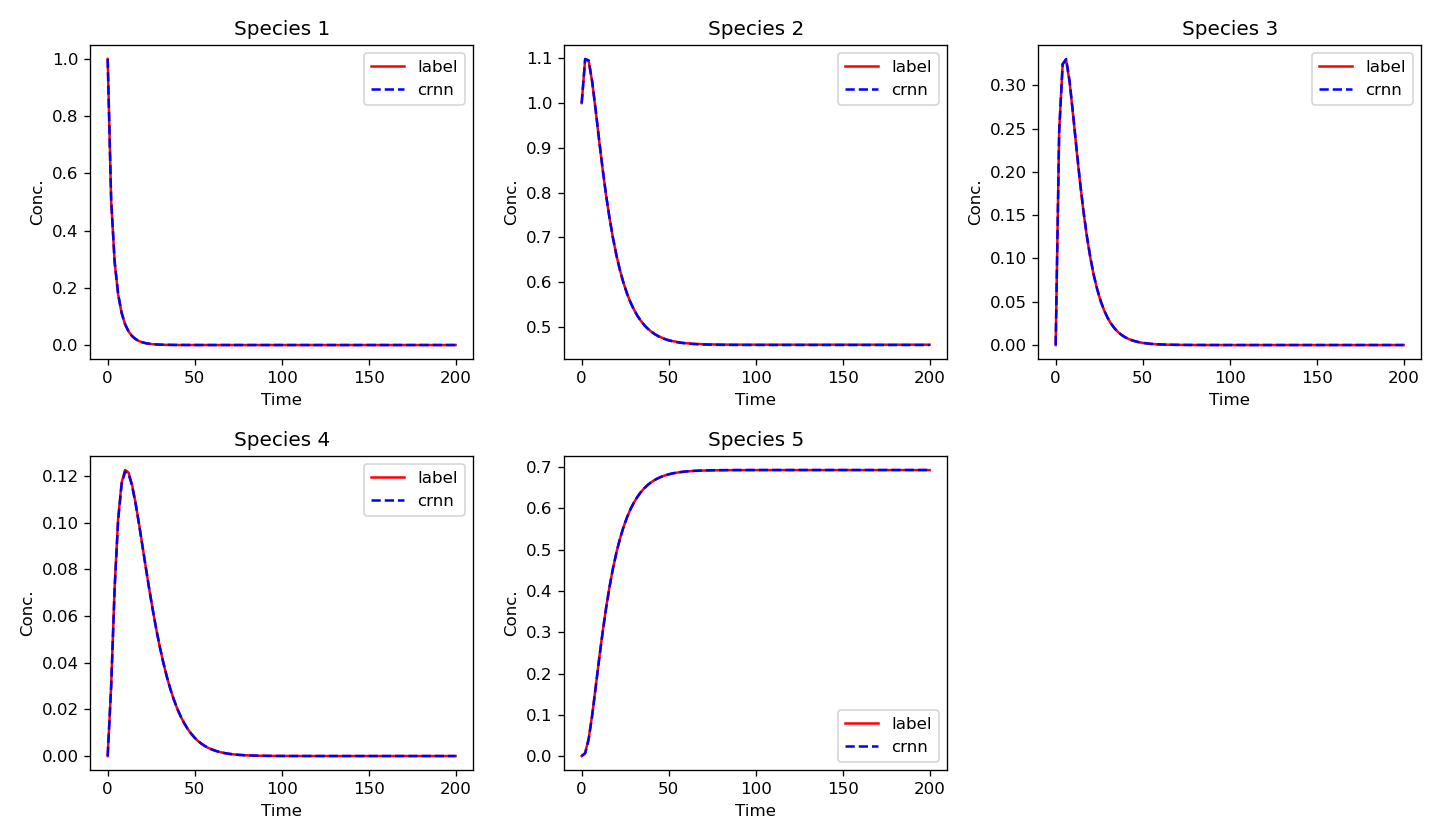 Species 1
1.0
0.8
0.6
0.4
0.2
0.0
Conc.
label
crnn
0 50 100 150 200
Time
Species 2
1.1
1.0
0.9
0.8
0.7
0.6
0.5
Conc.
label
crnn
0 50 100 150 200
Time
Species 3
0.30
0.25
0.20
0.15
0.10
0.05
0.00
Conc.
label
crnn
0 50 100 150 200
Time
Species 4
0.12
0.10
0.08
0.06
0.04
0.02
0.00
Conc.
label
crnn
0 50 100 150 200
Time
Species 5
0.7
0.6
0.5
0.4
0.3
0.2
0.1
0.0
Conc.
label
crnn
0 50 100 150 200
Time